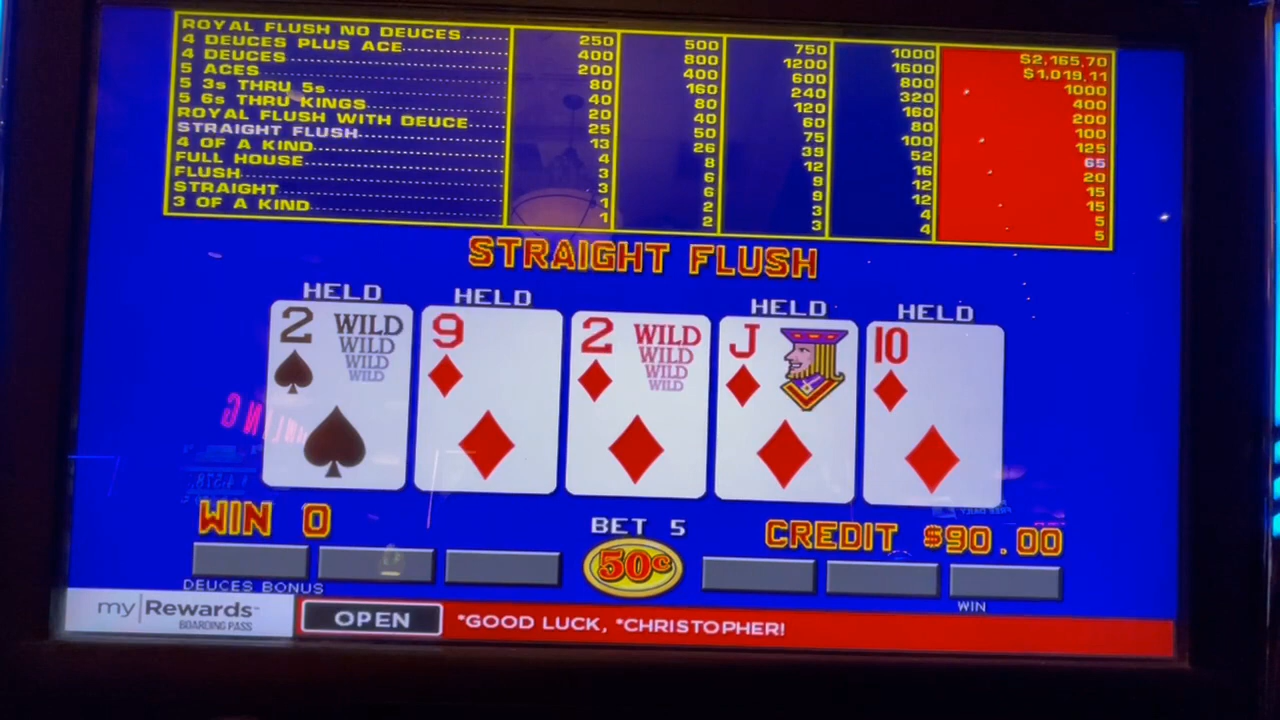 ROYAL FLUSH NO DEUCES 250 500 750 1000 $2,165.70
4 DEUCES PLUS ACE 400 800 1200 1600 $1,019.11
4 DEUCES 200 400 600 800 1000
5 ACES 80 160 240 320 400
5 3s THRU 5s 40 80 120 160 200
5 6s THRU KINGS 20 40 60 80 100
ROYAL FLUSH WITH DEUCE 25 50 75 100 125
STRAIGHT FLUSH 13 26 39 52 65
4 OF A KIND 4 8 12 16 20
FULL HOUSE 3 6 9 12 15
FLUSH 3 6 9 12 15
STRAIGHT 1 2 3 4 5
3 OF A KIND 1 2 3 4 5
STRAIGHT FLUSH
HELD HELD HELD HELD
2 WILD 9 2 WILD J 10
WILD WILD
WILD WILD
WILD WILD
WIN 0 BET 5 CREDIT $90.00
50¢
DEUCES BONUS WIN
my|Rewards™
BOARDING PASS
OPEN *GOOD LUCK, *CHRISTOPHER!